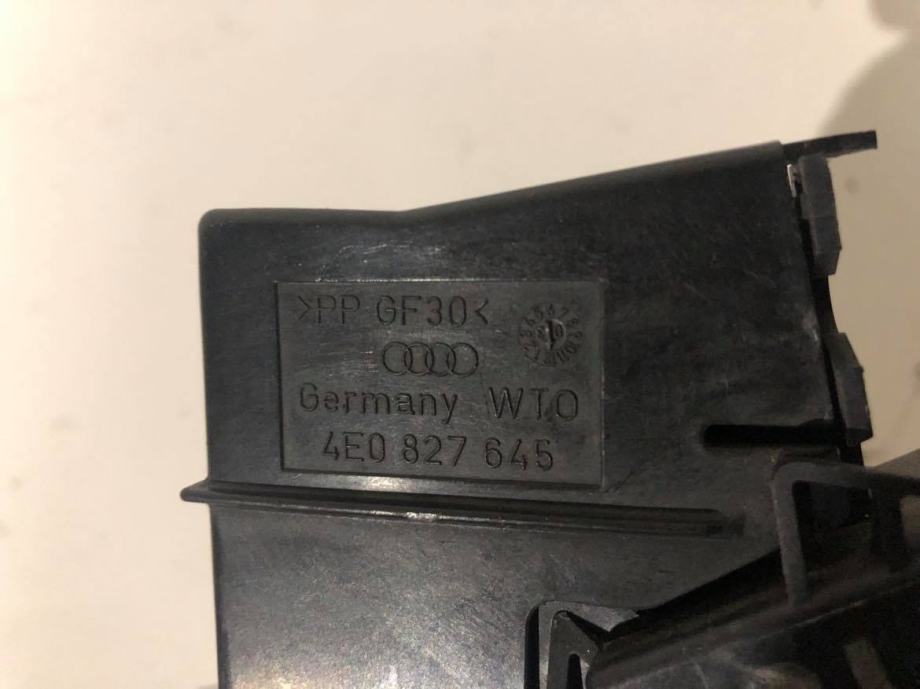 >PP GF30<
Germany WTO
4E0 827 645